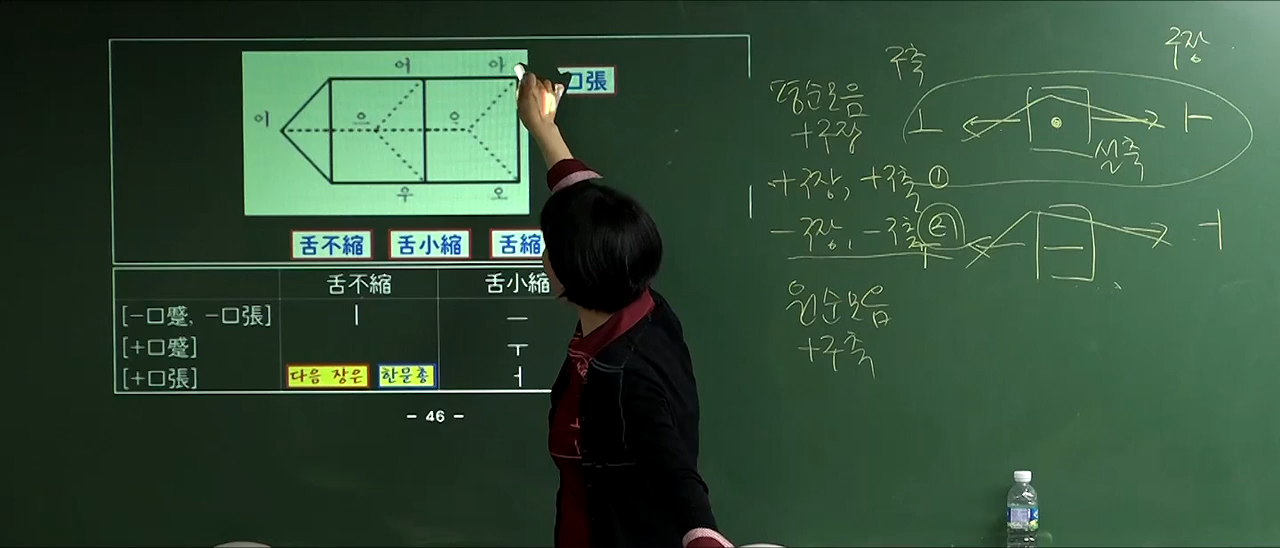 어 아
口張
이 으 ᄋᆞ
우 오
舌不縮 舌小縮 舌縮
舌不縮 舌小縮
[-口蹙, -口張] ㅣ ㅡ
[+口蹙] ㅜ
[+口張] 다음 장은 한문총 ㅓ
- 46 -
구축 구장
평순모음
+구장
ㅗ ㅏ
설축
+구장, +구축 ①
-구장, -구축
ㅓ
ㅡ
ㅜ
원순모음
+구축